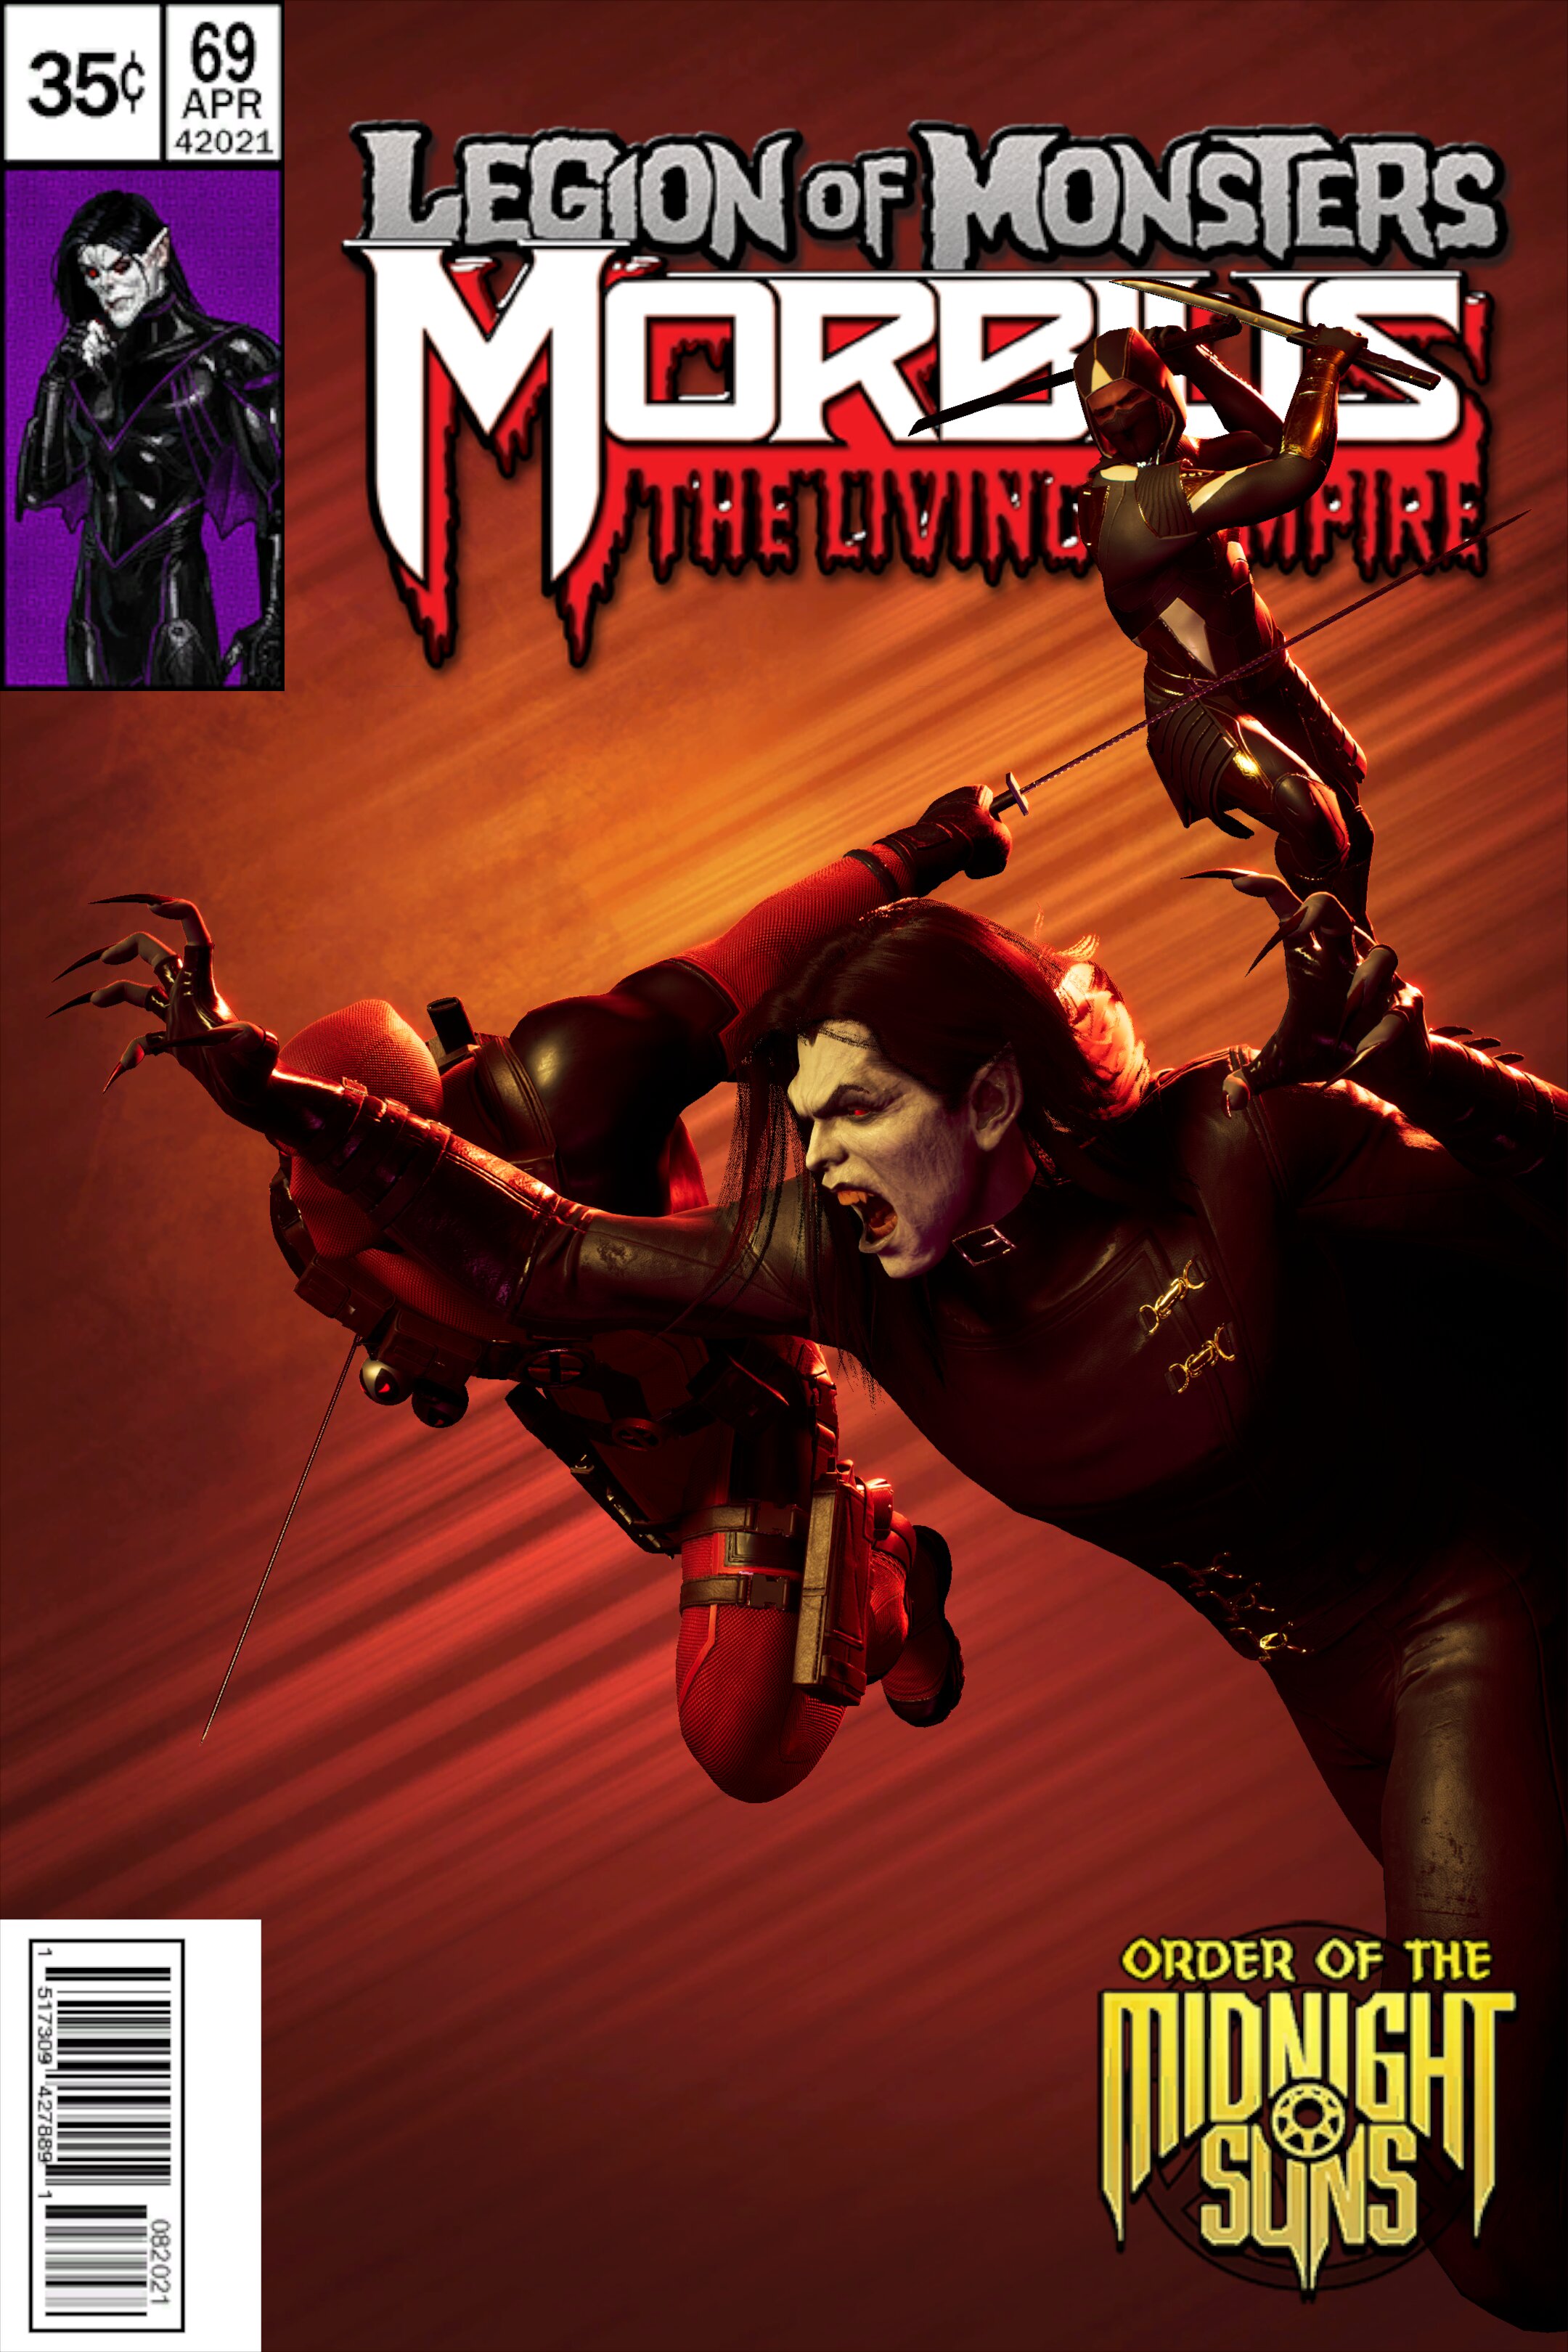 35¢
69
APR
42021
LEGION OF MONSTERS
MORBIUS
THE LIVING MPIRE
ORDER OF THE
MIDNIGHT
SUNS
1 517309 427889 1
082021